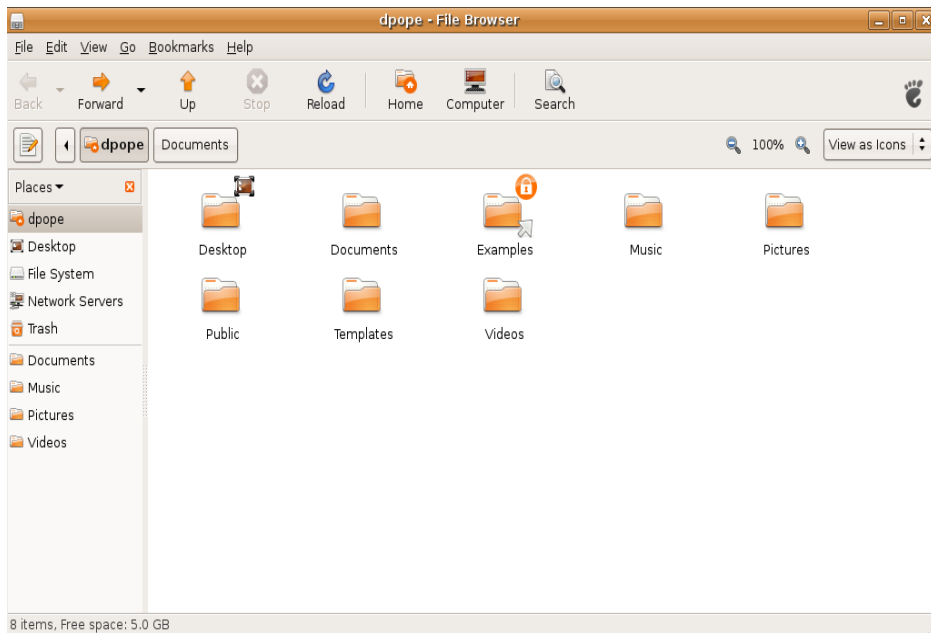 dpope - File Browser
File Edit View Go Bookmarks Help
Back Forward Up Stop Reload Home Computer Search
dpope Documents 100% View as Icons
Places
dpope
Desktop
File System
Network Servers
Trash
Documents
Music
Pictures
Videos
Desktop Documents Examples Music Pictures
Public Templates Videos
8 items, Free space: 5.0 GB